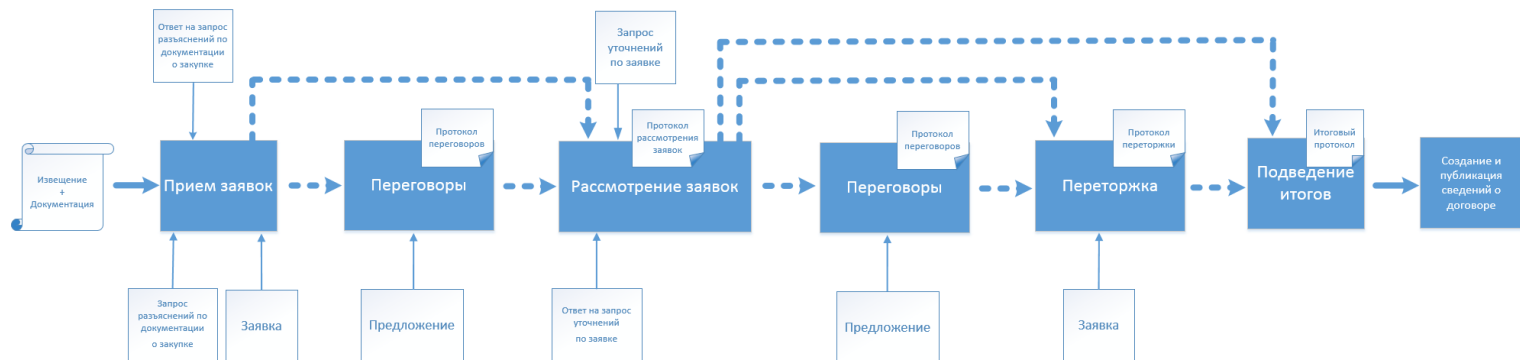 Ответ на запрос
разъяснений по
документации
о закупке
Запрос
уточнений
по заявке
Извещение
+
Документация
Прием заявок
Протокол
переговоров
Переговоры
Протокол
рассмотрения
заявок
Рассмотрение заявок
Протокол
переговоров
Переговоры
Протокол
переторжки
Переторжка
Итоговый
протокол
Подведение
итогов
Создание и
публикация
сведений о
договоре
Запрос
разъяснений по
документации
о закупке
Заявка
Предложение
Ответ на запрос
уточнений
по заявке
Предложение
Заявка